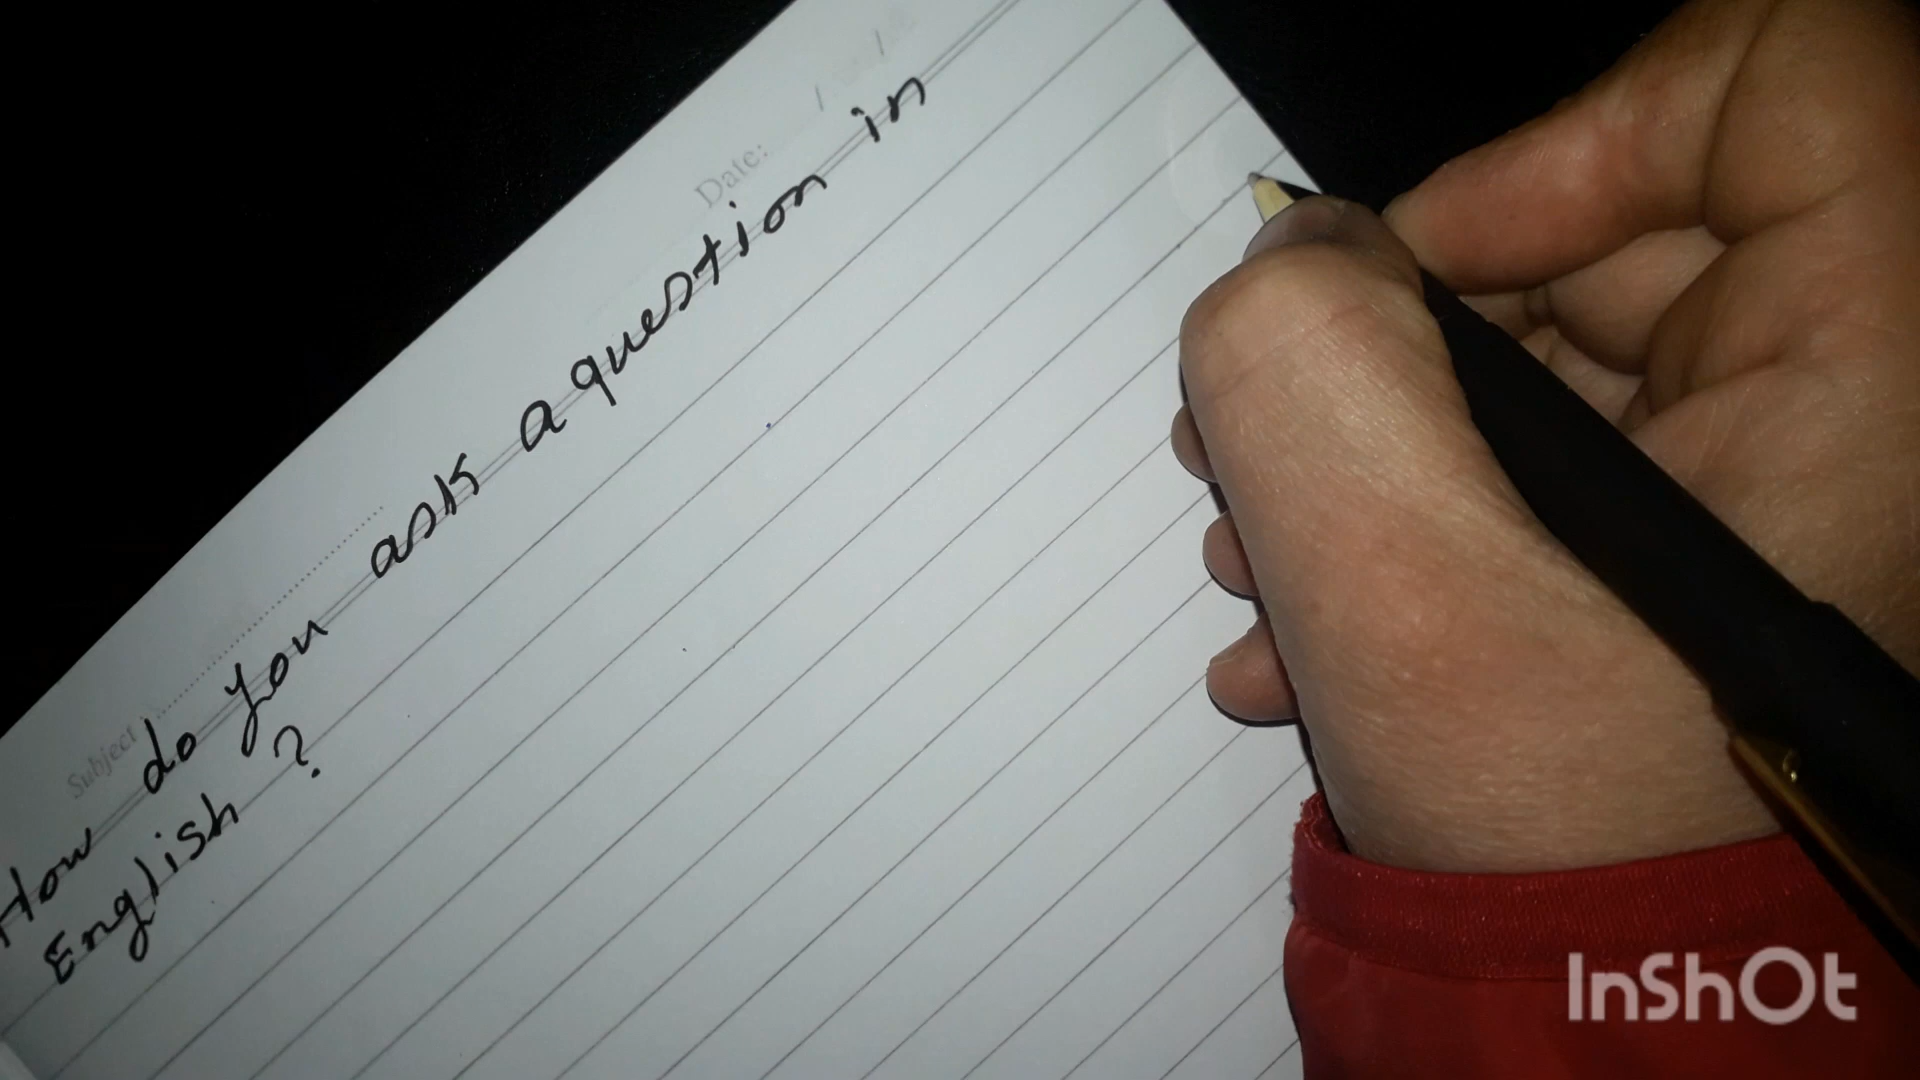 Date:
Subject
How do you ask a question in
English ?
InShOt